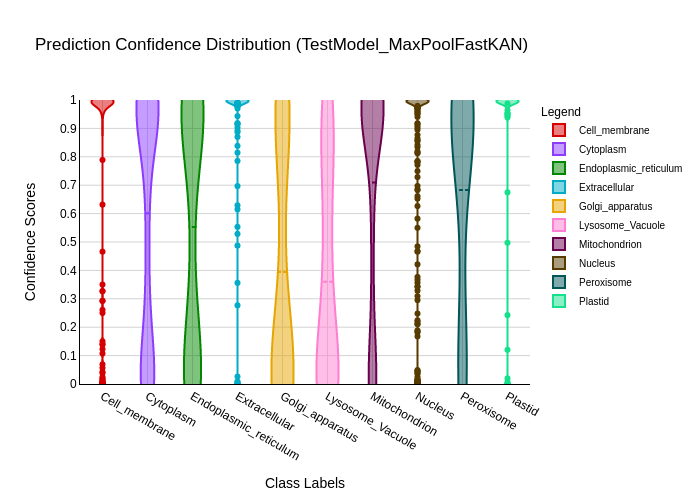 Prediction Confidence Distribution (TestModel_MaxPoolFastKAN)
Confidence Scores
1
0.9
0.8
0.7
0.6
0.5
0.4
0.3
0.2
0.1
0
Cell_membrane
Cytoplasm
Endoplasmic_reticulum
Extracellular
Golgi_apparatus
Lysosome_Vacuole
Mitochondrion
Nucleus
Peroxisome
Plastid
Class Labels
Legend
Cell_membrane
Cytoplasm
Endoplasmic_reticulum
Extracellular
Golgi_apparatus
Lysosome_Vacuole
Mitochondrion
Nucleus
Peroxisome
Plastid